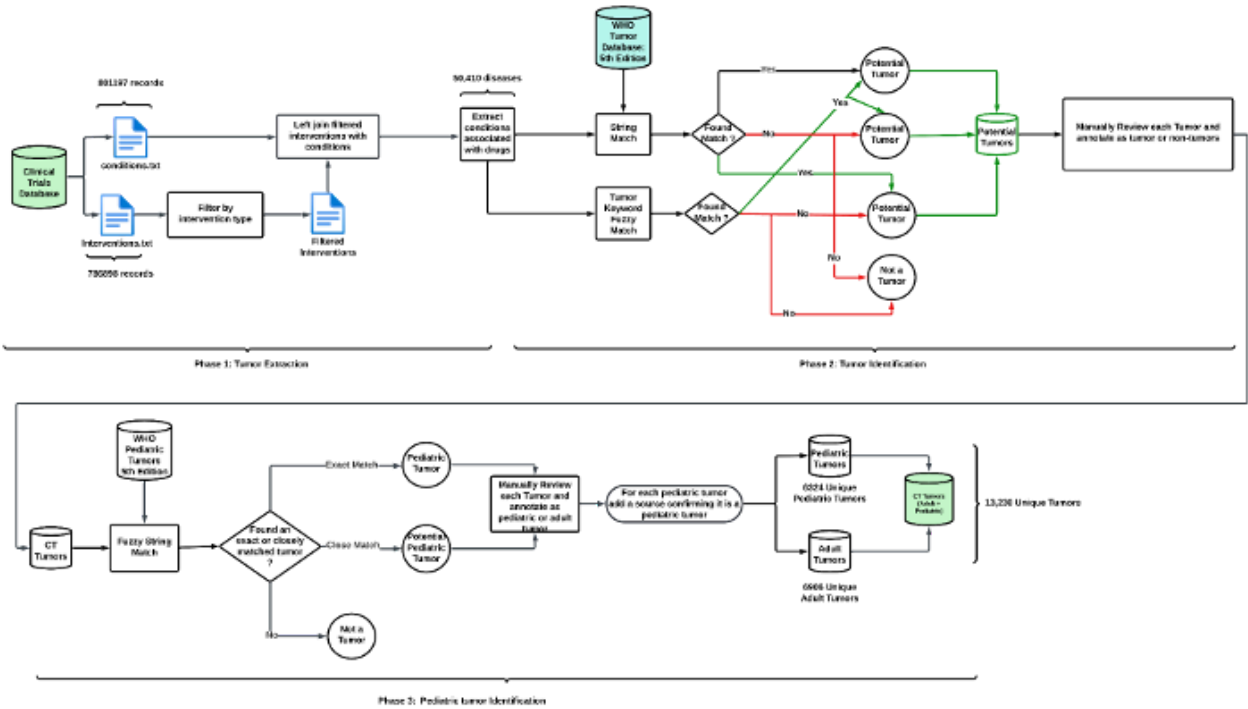 801197 records
conditions.txt
Clinical
Trials
Database
Interventions.txt
Filter by
intervention type
Filtered
Interventions
Left join filtered
interventions with
conditions
50,410 diseases
Extract
conditions
associated
with drugs
WHO
Tumor
Database:
5th Edition
String
Match
Tumor
Keyword
Fuzzy
Match
Found
Match ?
Found
Match ?
Yes
No
Yes
Yes
No
No
No
Potential
Tumor
Potential
Tumor
Potential
Tumor
Not a
Tumor
Potential
Tumors
Manually Review each Tumor and
annotate as tumor or non-tumors
Phase 1: Tumor Extraction
Phase 2: Tumor Identification
WHO
Pediatric
Tumors
5th Edition
CT
Tumors
Fuzzy String
Match
Found an
exact or closely
matched tumor
?
Exact Match
Close Match
No
Pediatric
Tumor
Potential
Pediatric
Tumor
Not a
Tumor
Manually Review
each Tumor and
annotate as
pediatric or adult
tumor
For each pediatric tumor
add a source confirming it is a
pediatric tumor
Pediatric
Tumors
Unique
Pediatric Tumors
Adult
Tumors
Unique
Adult Tumors
CT Tumors
(Adult +
Pediatric)
Unique Tumors
Phase 3: Pediatric tumor Identification